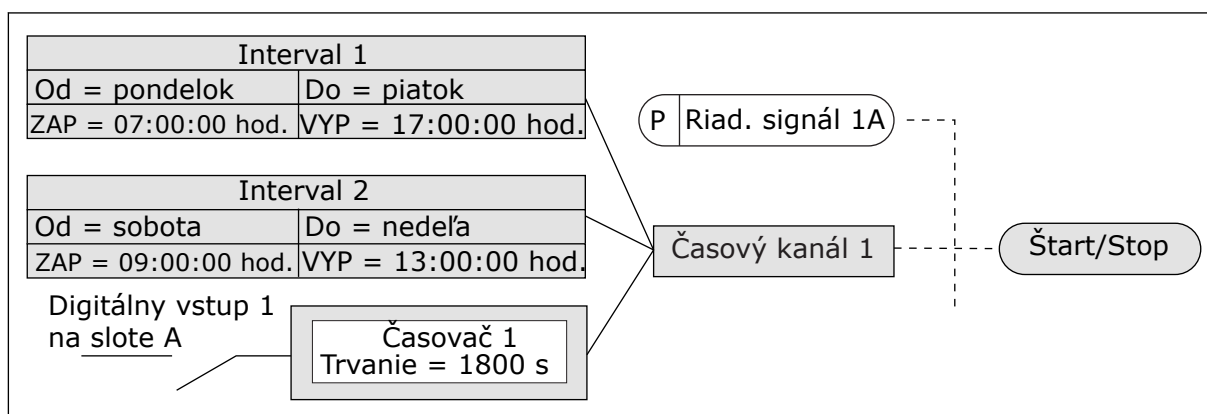 Interval 1
Od = pondelok Do = piatok
ZAP = 07:00:00 hod. VYP = 17:00:00 hod.
P Riad. signál 1A
Interval 2
Od = sobota Do = nedeľa
ZAP = 09:00:00 hod. VYP = 13:00:00 hod.
Časový kanál 1
Štart/Stop
Digitálny vstup 1
na slote A
Časovač 1
Trvanie = 1800 s